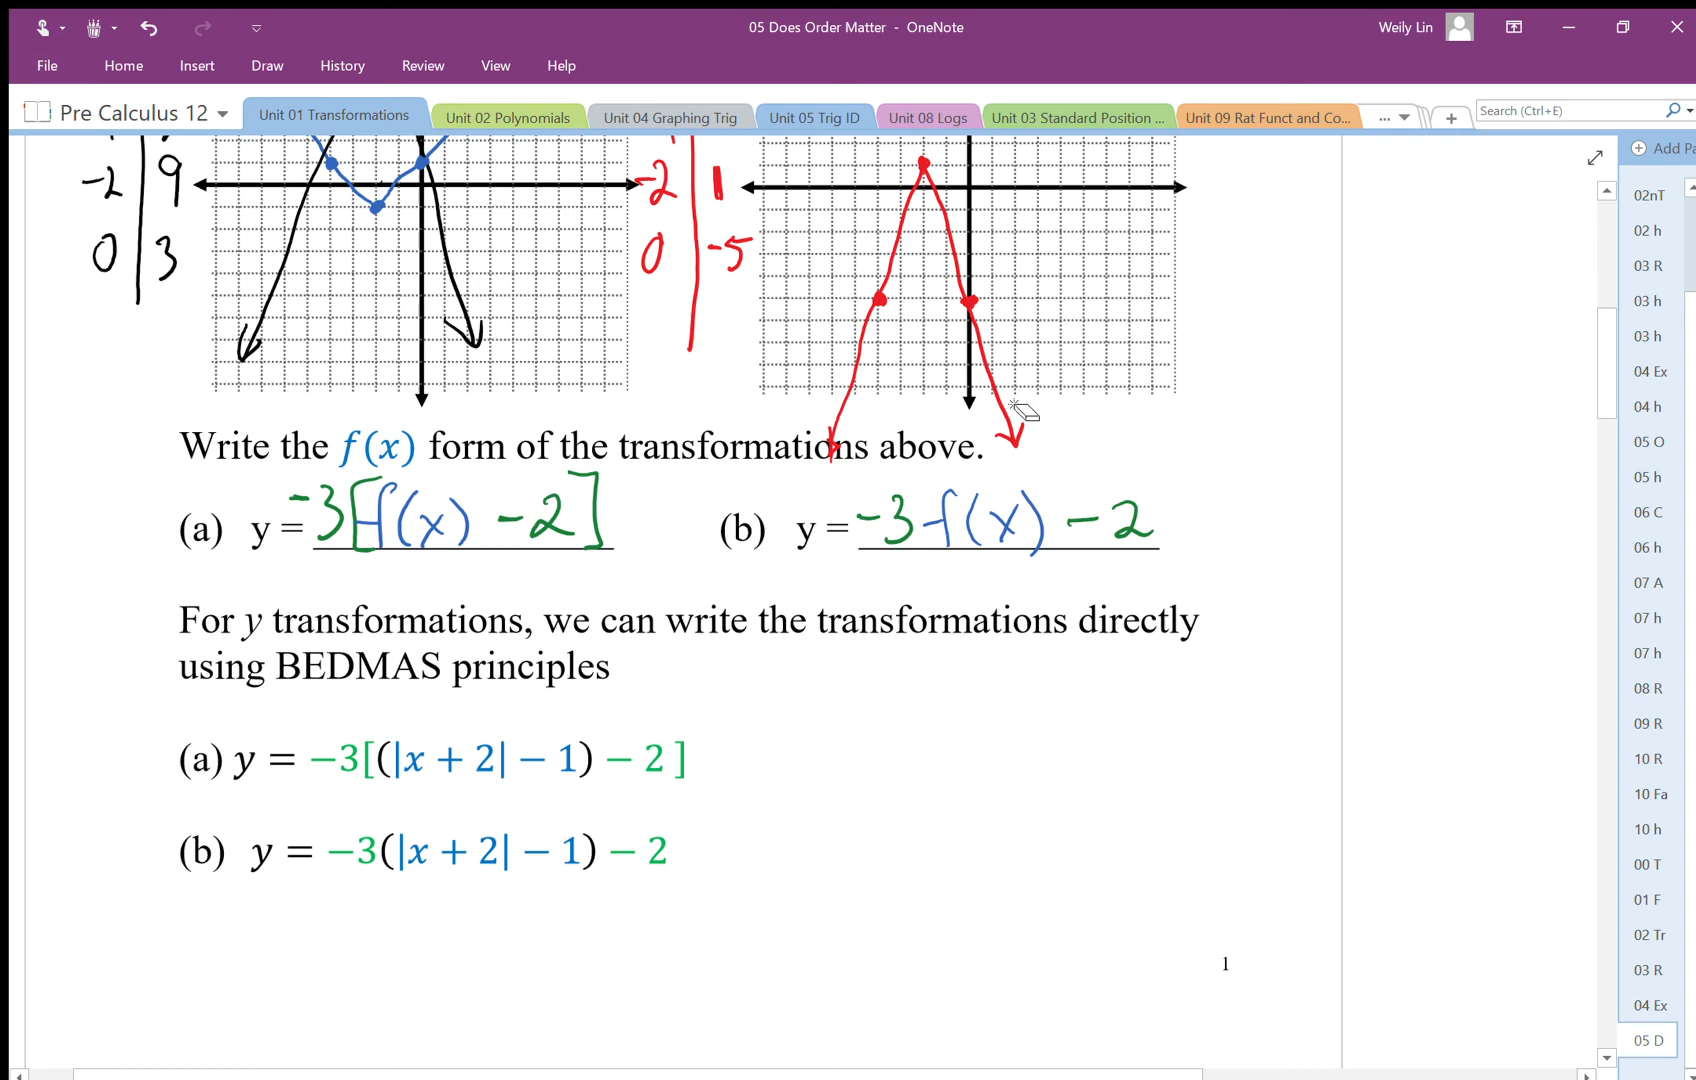 05 Does Order Matter - OneNote
Weily Lin
File Home Insert Draw History Review View Help
Pre Calculus 12
Unit 01 Transformations
Unit 02 Polynomials
Unit 04 Graphing Trig
Unit 05 Trig ID
Unit 08 Logs
Unit 03 Standard Position ...
Unit 09 Rat Funct and Co...
...
+
Search (Ctrl+E)
-2 | 9
0 | 3
-2 | 1
0 | -5
Write the f(x) form of the transformations above.
(a) y = -3[f(x) -2]
(b) y = -3f(x) -2
For y transformations, we can write the transformations directly
using BEDMAS principles
(a) y = −3[(|x + 2| − 1) − 2 ]
(b) y = −3(|x + 2| − 1) − 2
1
Add Pa
02nT
02 h
03 R
03 h
03 h
04 Ex
04 h
05 O
05 h
06 C
06 h
07 A
07 h
07 h
08 R
09 R
10 R
10 Fa
10 h
00 T
01 F
02 Tr
03 R
04 Ex
05 D